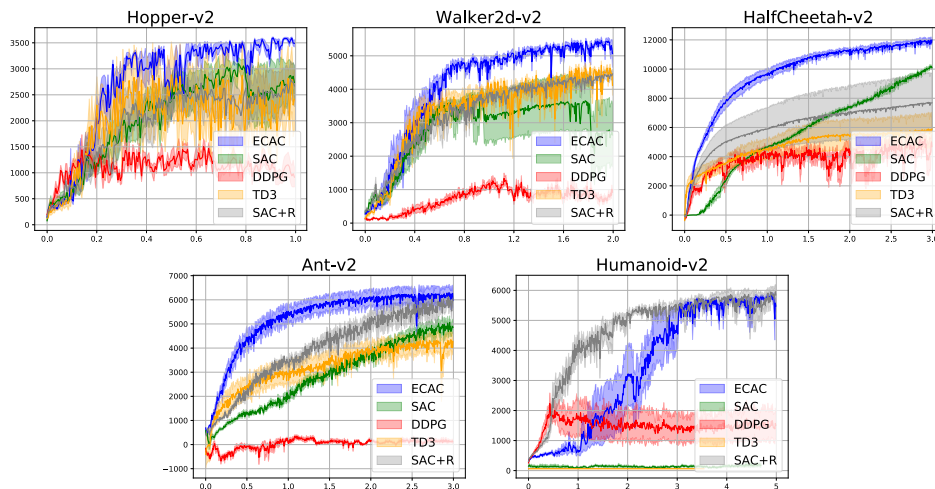 Hopper-v2
3500
3000
2500
2000
1500
1000
500
0.0 0.2 0.4 0.6 0.8 1.0
ECAC
SAC
DDPG
TD3
SAC+R
Walker2d-v2
5000
4000
3000
2000
1000
0
0.0 0.5 1.0 1.5 2.0
ECAC
SAC
DDPG
TD3
SAC+R
HalfCheetah-v2
12000
10000
8000
6000
4000
2000
0
0.0 0.5 1.0 1.5 2.0 2.5 3.0
ECAC
SAC
DDPG
TD3
SAC+R
Ant-v2
7000
6000
5000
4000
3000
2000
1000
0
−1000
0.0 0.5 1.0 1.5 2.0 2.5 3.0
ECAC
SAC
DDPG
TD3
SAC+R
Humanoid-v2
6000
5000
4000
3000
2000
1000
0
0 1 2 3 4 5
ECAC
SAC
DDPG
TD3
SAC+R